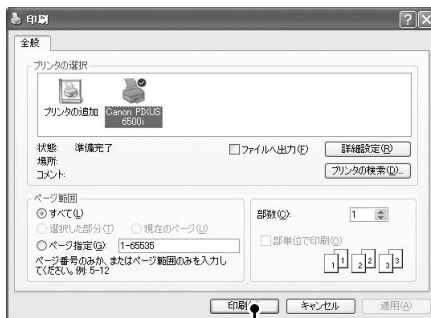 印刷
全般
プリンタの選択
プリンタの追加
Canon PIXUS
6500i
状態: 準備完了
場所:
コメント:
ファイルへ出力(F)
詳細設定(R)
プリンタの検索(D)...
ページ範囲
すべて(L)
選択した部分(T)
現在のページ(U)
ページ指定(G):
1-65535
ページ番号のみか、またはページ範囲のみを入力し
てください。例: 5-12
部数(C):
1
部単位で印刷(O)
1 1 2 2 3 3
印刷
キャンセル
適用(A)